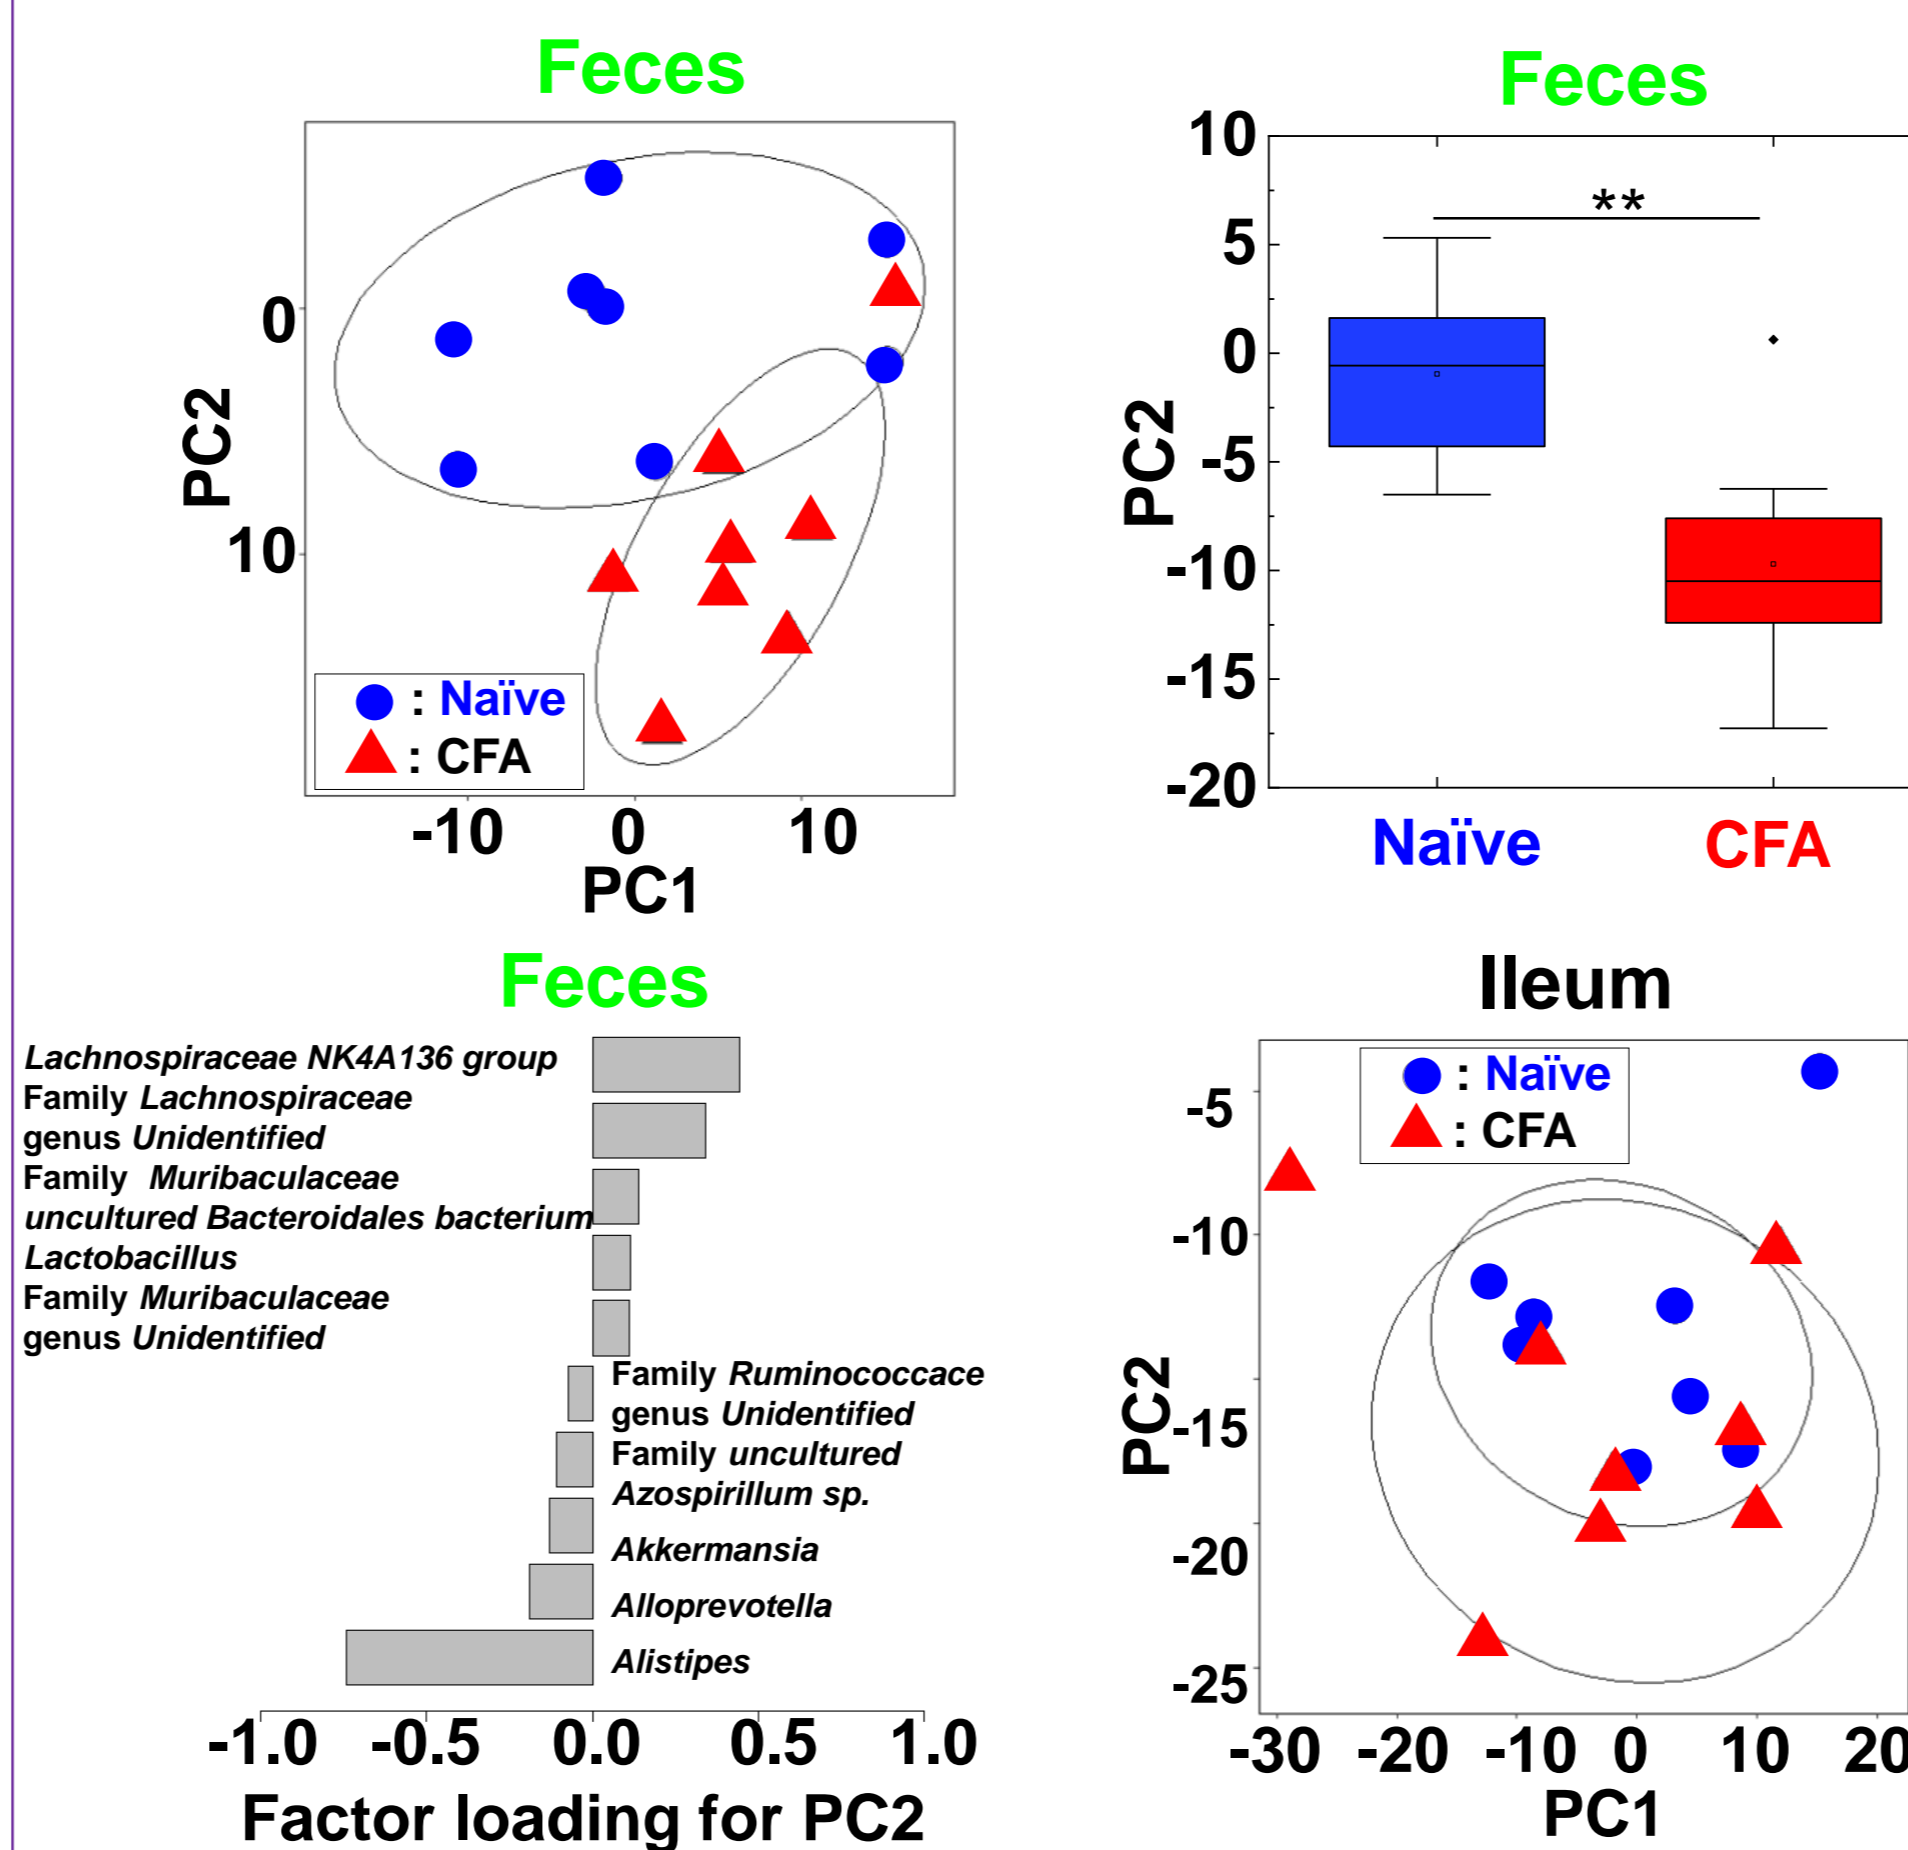 Feces
0
10
PC2
: Naïve
: CFA
-10 0 10
PC1
Feces
**
10
5
0
-5
-10
-15
-20
PC2
Naïve CFA
Feces
Lachnospiraceae NK4A136 group
Family Lachnospiraceae
genus Unidentified
Family Muribaculaceae
uncultured Bacteroidales bacterium
Lactobacillus
Family Muribaculaceae
genus Unidentified
Family Ruminococcace
genus Unidentified
Family uncultured
Azospirillum sp.
Akkermansia
Alloprevotella
Alistipes
-1.0 -0.5 0.0 0.5 1.0
Factor loading for PC2
Ileum
: Naïve
: CFA
-5
-10
-15
-20
-25
PC2
-30 -20 -10 0 10 20
PC1